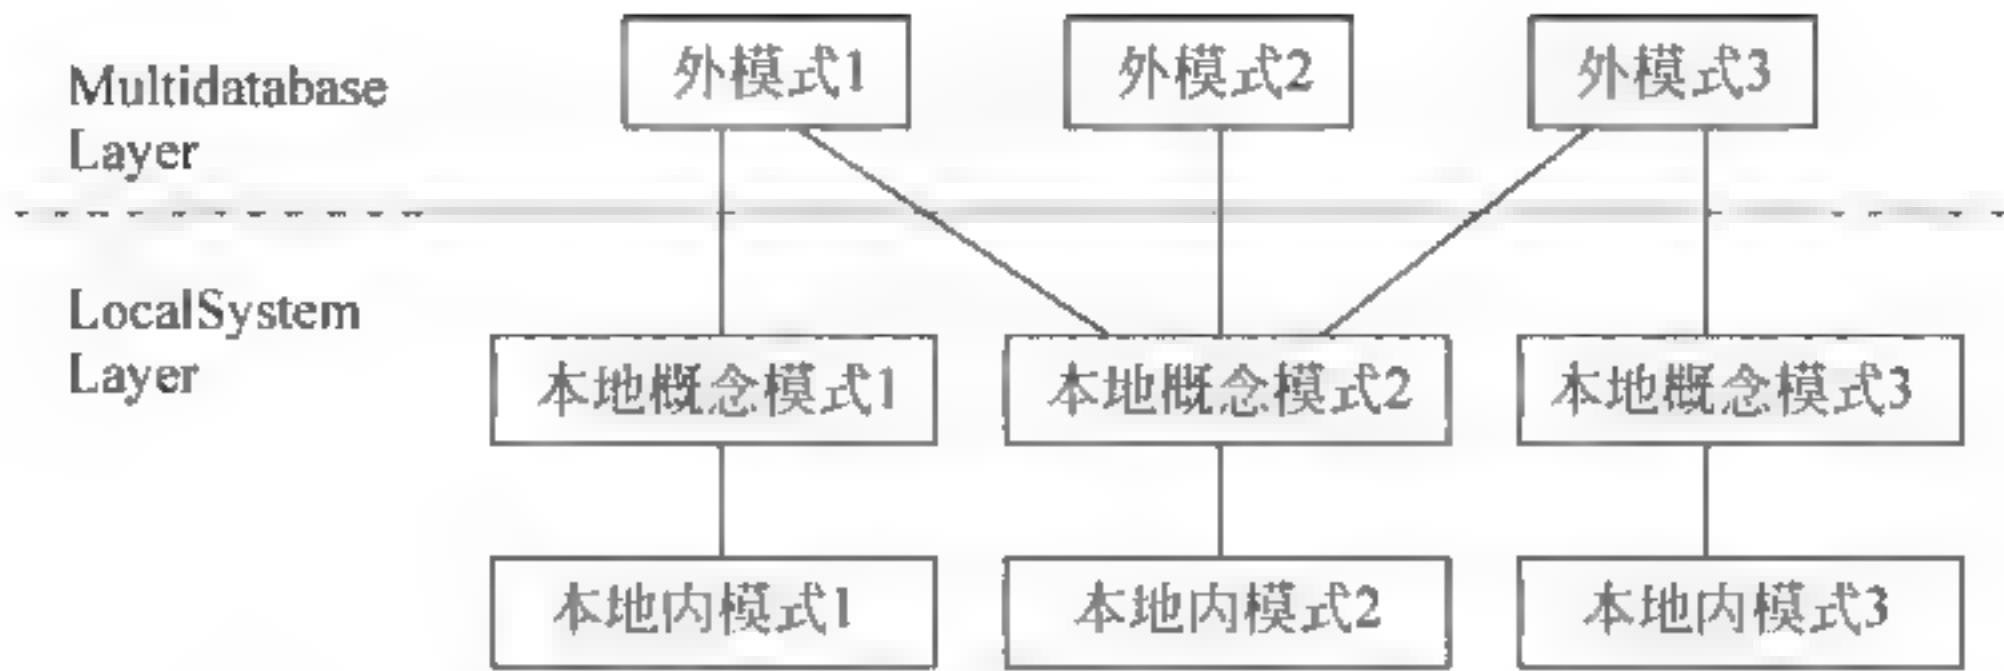 外模式1
外模式2
外模式3
Multidatabase
Layer
LocalSystem
Layer
本地概念模式1
本地概念模式2
本地概念模式3
本地内模式1
本地内模式2
本地内模式3